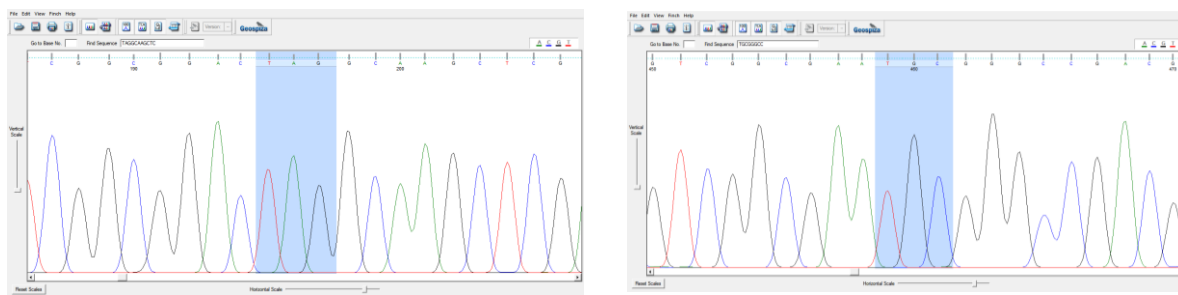 File Edit View Finch Help
Version
Geospiza
Go to Base No. Find Sequence TAGGCAAGCTC
A C G T
C G G C G G A C T A G G C A A G C T C G
190 200
Vertical Scale
Reset Scales Horizontal Scale
File Edit View Finch Help
Version
Geospiza
Go to Base No. Find Sequence TGCGGGCC
A C G T
G T C G G C G A A T G C G G G C C G A C G
450 460 470
Vertical Scale
Reset Scales Horizontal Scale